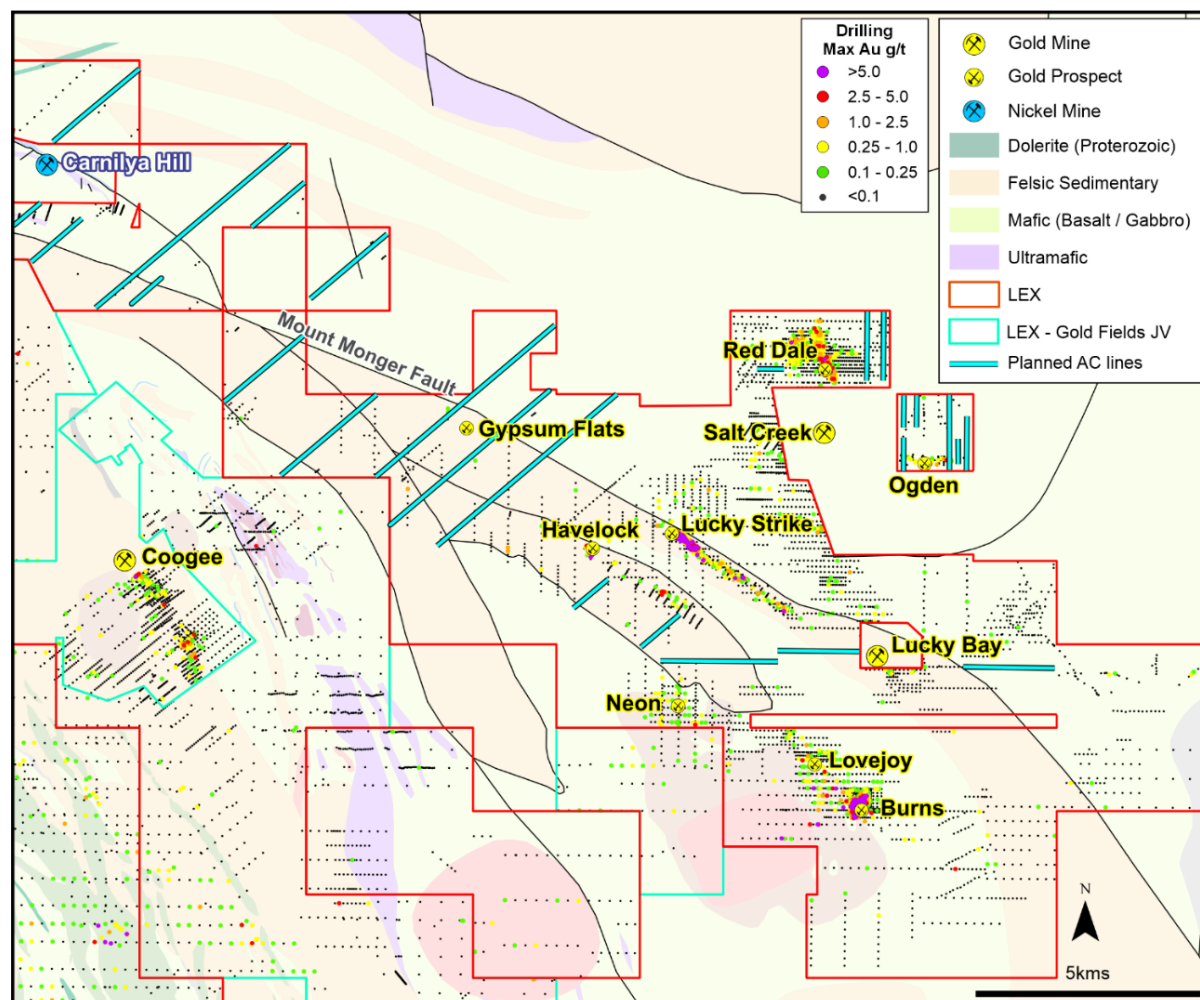 Drilling
Max Au g/t
>5.0
2.5 - 5.0
1.0 - 2.5
0.25 - 1.0
0.1 - 0.25
<0.1
Gold Mine
Gold Prospect
Nickel Mine
Dolerite (Proterozoic)
Felsic Sedimentary
Mafic (Basalt / Gabbro)
Ultramafic
LEX
LEX - Gold Fields JV
Planned AC lines
Carnilya Hill
Mount Monger Fault
Red Dale
Gypsum Flats
Salt Creek
Ogden
Lucky Strike
Havelock
Coogee
Lucky Bay
Neon
Lovejoy
Burns
N
5kms